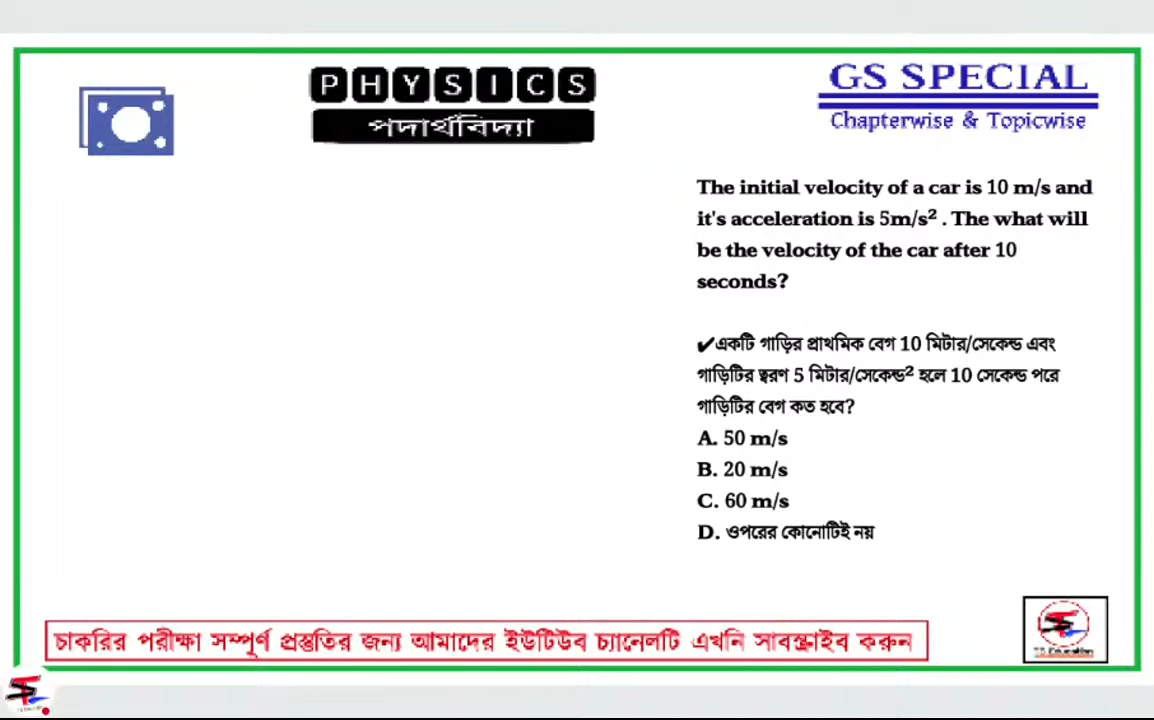 PHYSICS
পদার্থবিদ্যা
GS SPECIAL
Chapterwise & Topicwise
The initial velocity of a car is 10 m/s and
it's acceleration is 5m/s² . The what will
be the velocity of the car after 10
seconds?
✔একটি গাড়ির প্রাথমিক বেগ 10 মিটার/সেকেন্ড এবং
গাড়িটির ত্বরণ 5 মিটার/সেকেন্ড² হলে 10 সেকেন্ড পরে
গাড়িটির বেগ কত হবে?
A. 50 m/s
B. 20 m/s
C. 60 m/s
D. ওপরের কোনোটিই নয়
চাকরির পরীক্ষা সম্পূর্ণ প্রস্তুতির জন্য আমাদের ইউটিউব চ্যানেলটি এখনি সাবস্ক্রাইব করুন